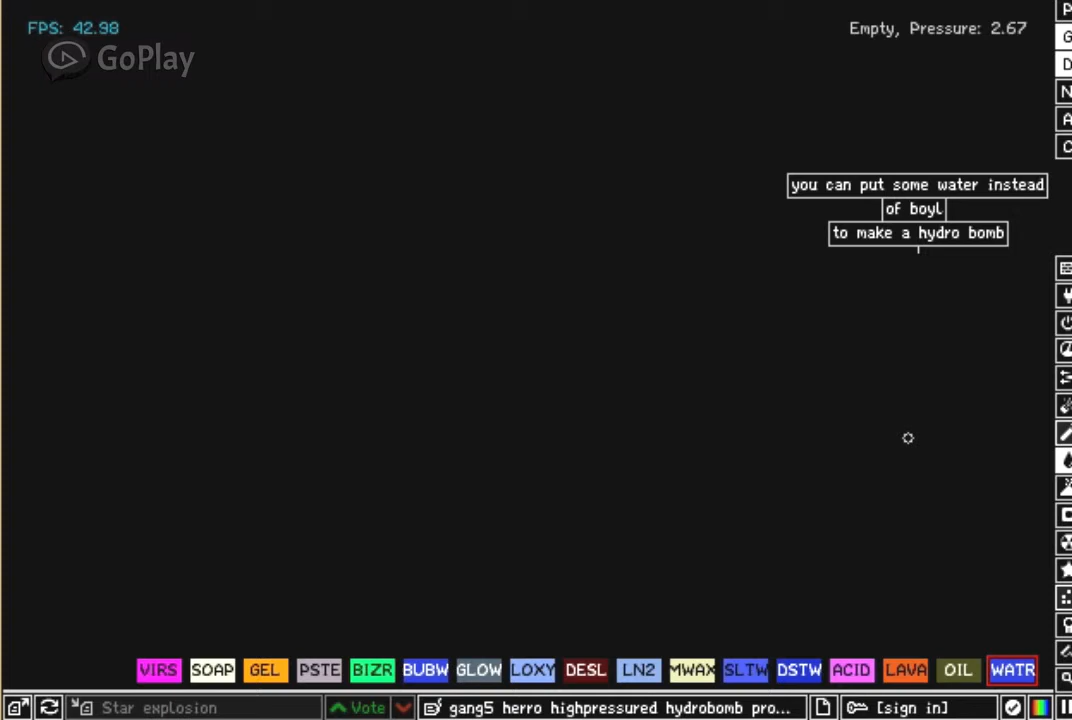 FPS: 42.98
Empty, Pressure: 2.67
GoPlay
P
G
D
N
A
C
you can put some water instead
of boyl
to make a hydro bomb
VIRS SOAP GEL PSTE BIZR BUBW GLOW LOXY DESL LN2 MWAX SLTW DSTW ACID LAVA OIL WATR
Star explosion Vote gang5 herro highpressured hydrobomb pro... [sign in]